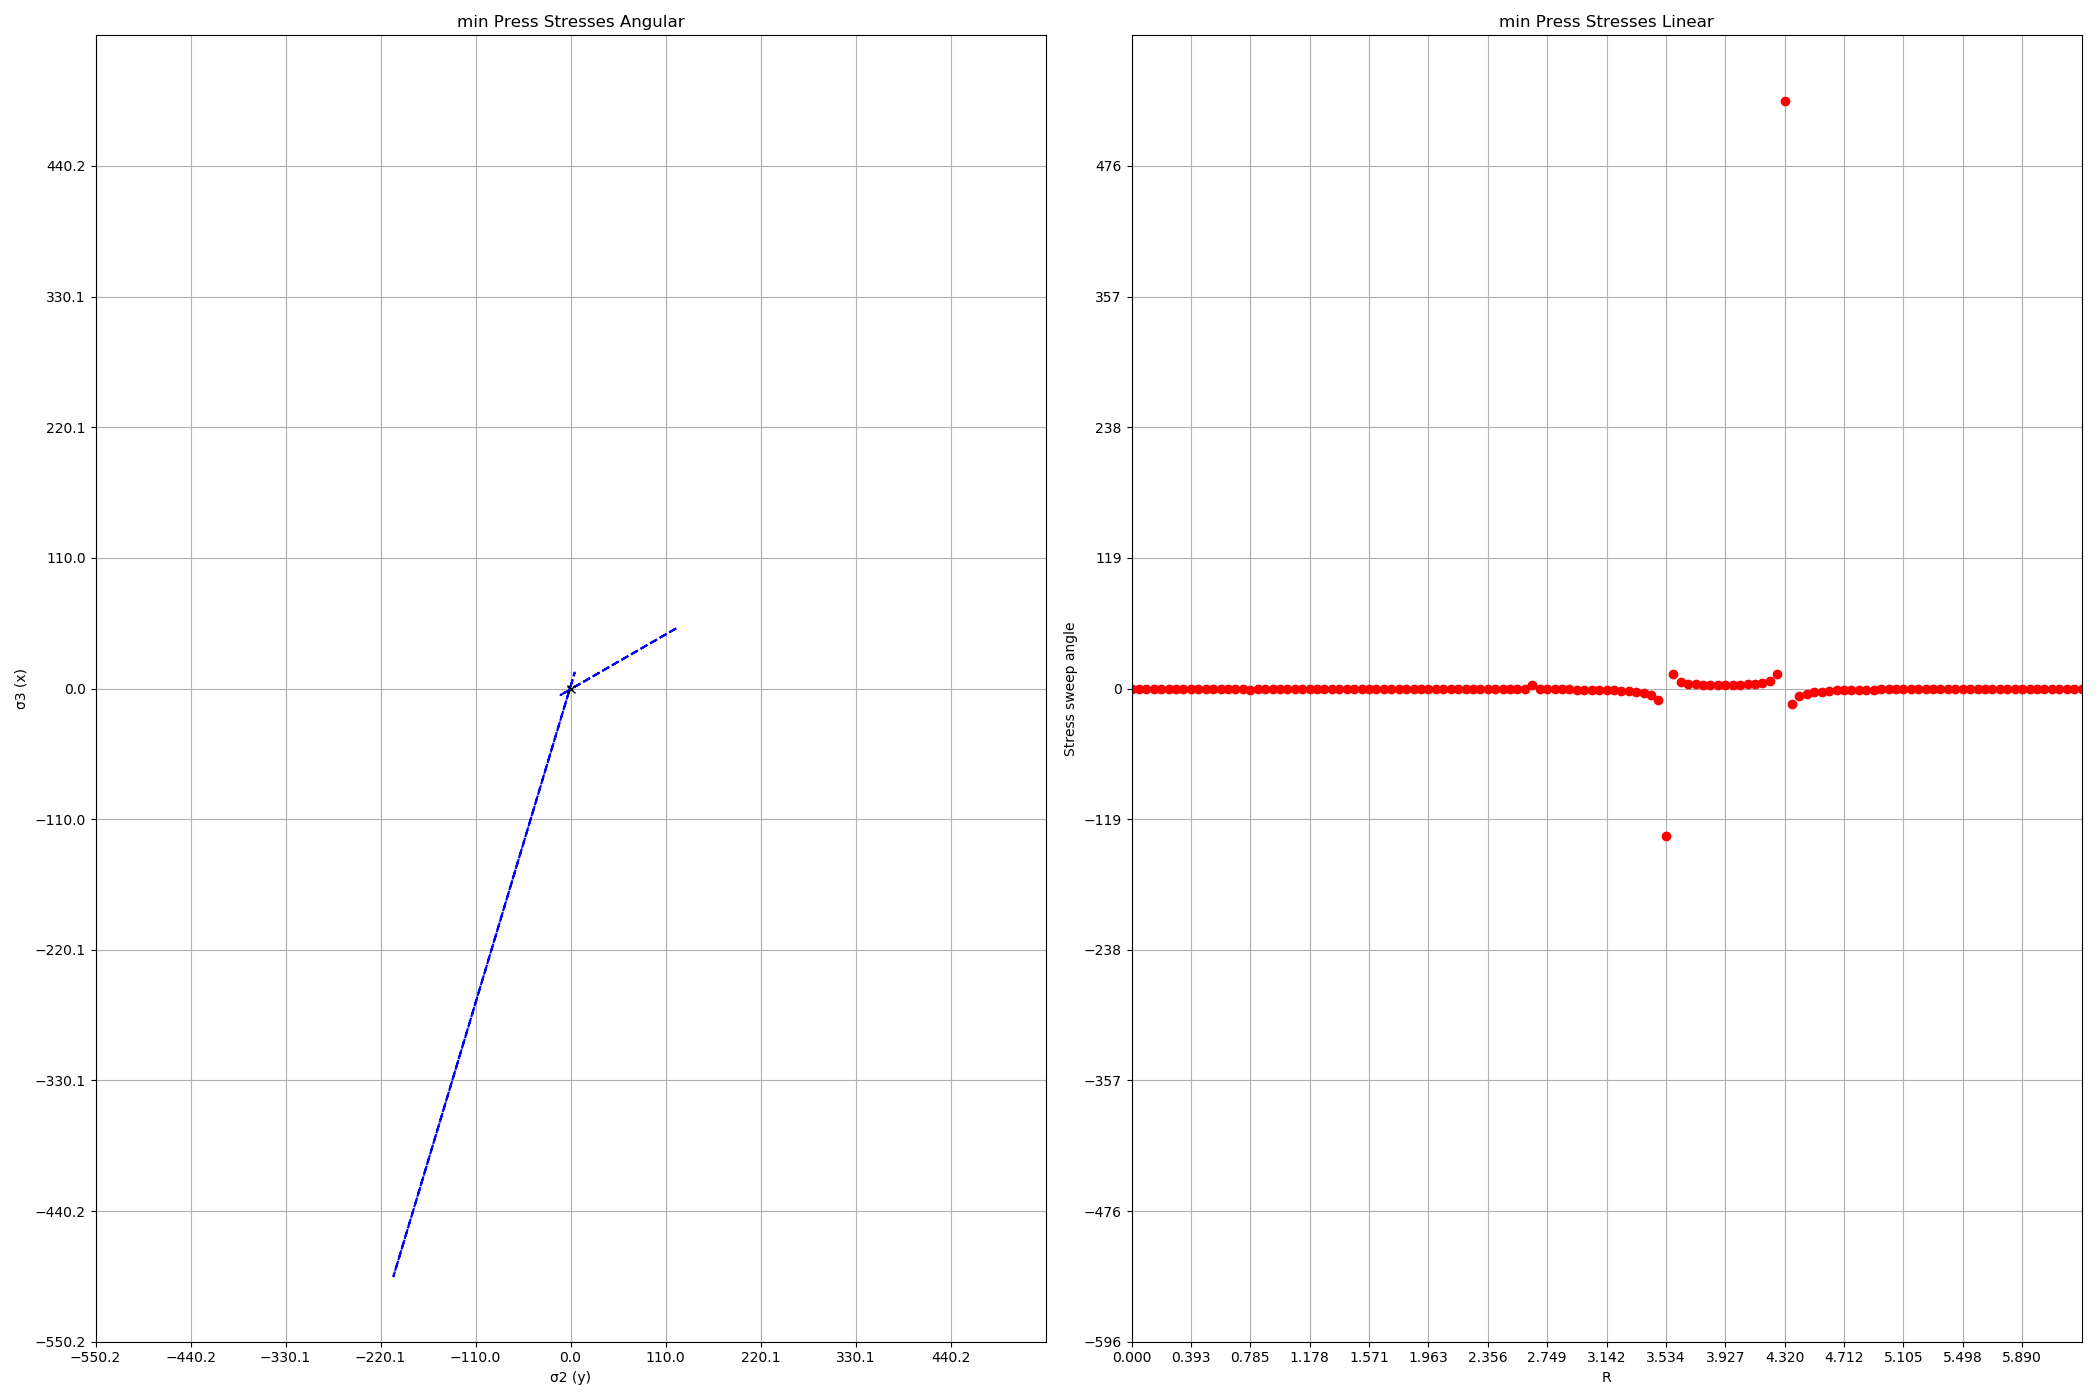 min Press Stresses Angular
440.2
330.1
220.1
110.0
0.0
−110.0
−220.1
−330.1
−440.2
−550.2
σ3 (x)
−550.2 −440.2 −330.1 −220.1 −110.0 0.0 110.0 220.1 330.1 440.2
σ2 (y)
min Press Stresses Linear
476
357
238
119
0
−119
−238
−357
−476
−596
Stresss sweep angle
0.000 0.393 0.785 1.178 1.571 1.963 2.356 2.749 3.142 3.534 3.927 4.320 4.712 5.105 5.498 5.890
R